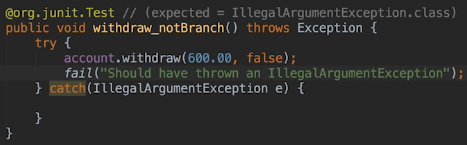 @org.junit.Test // (expected = IllegalArgumentException.class)
public void withdraw_notBranch() throws Exception {
    try {
        account.withdraw(600.00, false);
        fail("Should have thrown an IllegalArgumentException");
    } catch(IllegalArgumentException e) {

    }
}